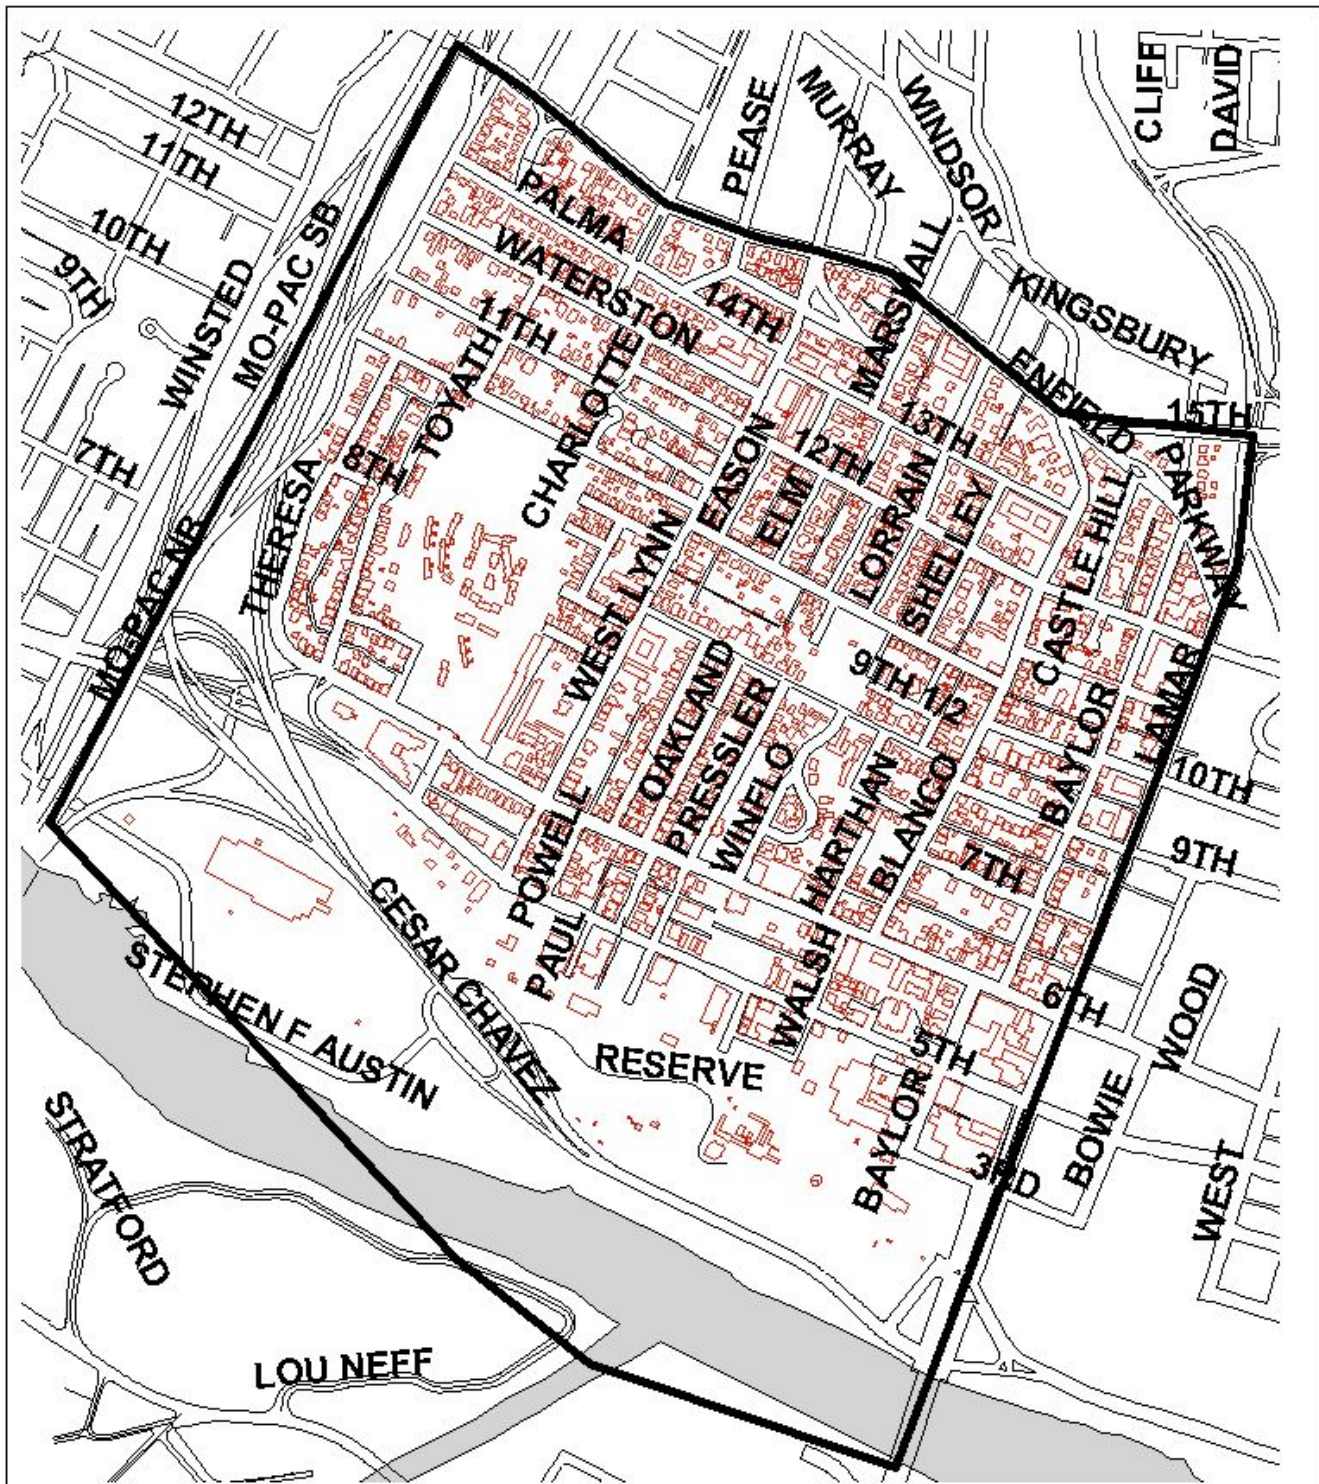 CLIFF
DAVID
12TH
11TH
PEASE
MURRAY
WINDSOR
10TH
9TH
MO-PAC SB
WINSTED
PALMA
WATERSTON
14TH
MARSHALL
KINGSBURY
11TH
TOYATH
CHARLOTTE
ENFIELD
15TH
13TH
7TH
8TH
THERESA
EASON
12TH
ELM
LORRAIN
SHELLEY
CASTLE HILL
PARKWAY
MO-PAC NB
WEST LYNN
OAKLAND
PRESSLER
WINFLO
9TH 1/2
BAYLOR
LAMAR
10TH
9TH
POWELL
PAUL
HARTHAN
BLANCO
7TH
WALSH
CESAR CHAVEZ
STEPHEN F AUSTIN
6TH
WOOD
5TH
RESERVE
BAYLOR
BOWIE
3RD
WEST
STRATFORD
LOU NEFF